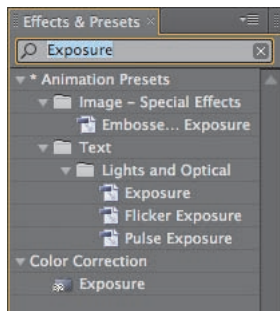 Effects & Presets ×
Exposure
* Animation Presets
Image – Special Effects
Embosse... Exposure
Text
Lights and Optical
Exposure
Flicker Exposure
Pulse Exposure
Color Correction
Exposure